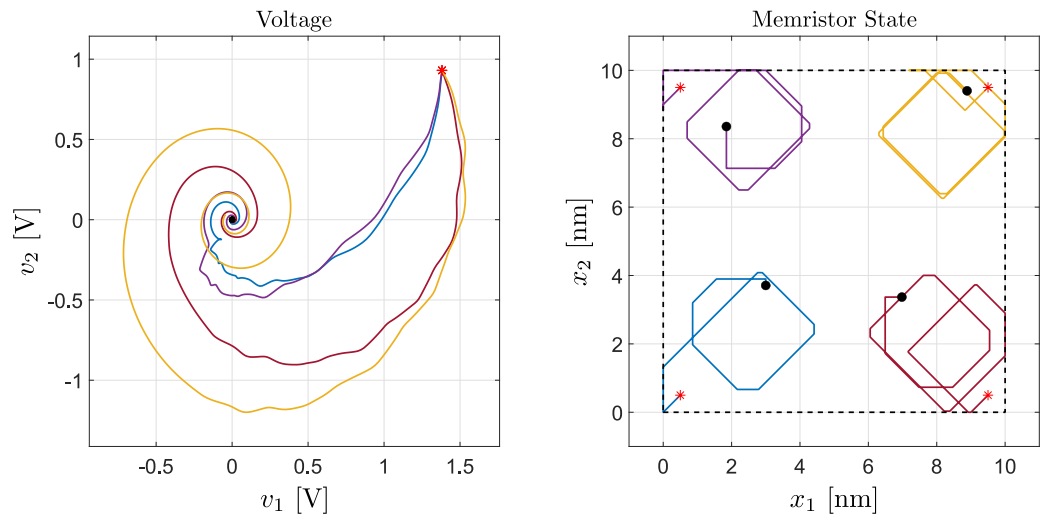 Voltage
1
0.5
0
-0.5
-1
v₂ [V]
-0.5 0 0.5 1 1.5
v₁ [V]
Memristor State
10
8
6
4
2
0
x₂ [nm]
0 2 4 6 8 10
x₁ [nm]